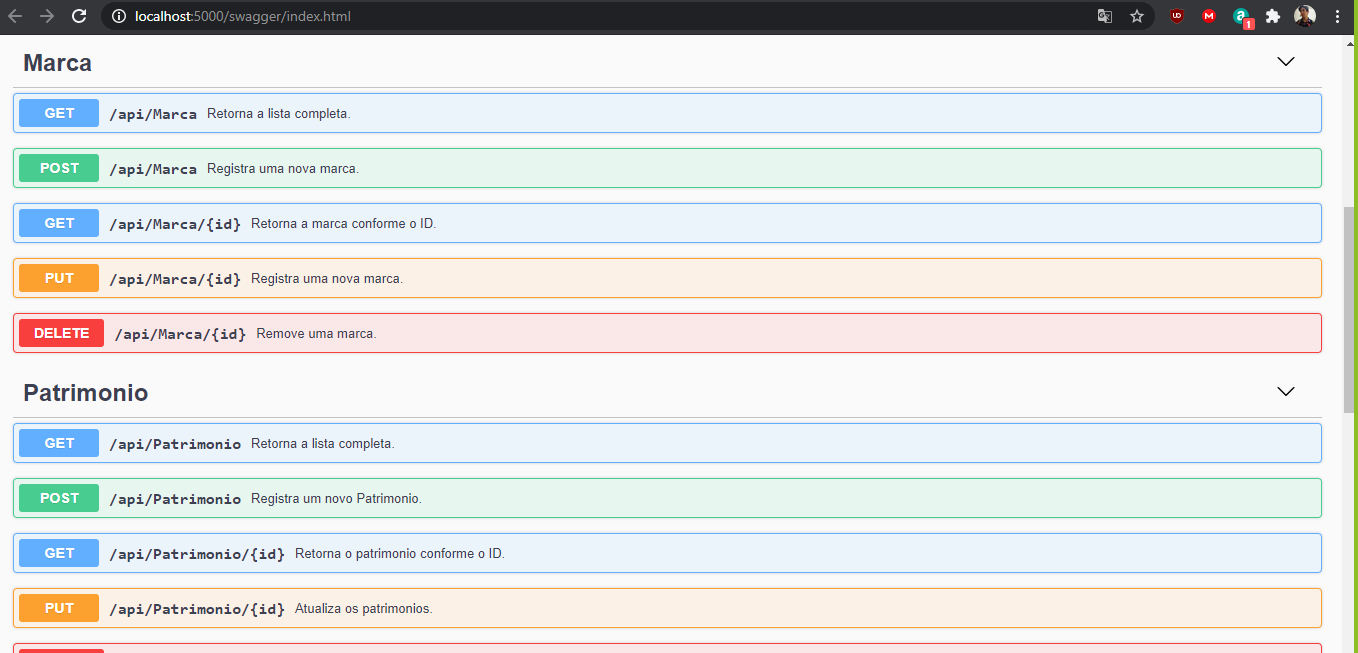 localhost:5000/swagger/index.html
1
Marca
GET /api/Marca Retorna a lista completa.
POST /api/Marca Registra uma nova marca.
GET /api/Marca/{id} Retorna a marca conforme o ID.
PUT /api/Marca/{id} Registra uma nova marca.
DELETE /api/Marca/{id} Remove uma marca.
Patrimonio
GET /api/Patrimonio Retorna a lista completa.
POST /api/Patrimonio Registra um novo Patrimonio.
GET /api/Patrimonio/{id} Retorna o patrimonio conforme o ID.
PUT /api/Patrimonio/{id} Atualiza os patrimonios.